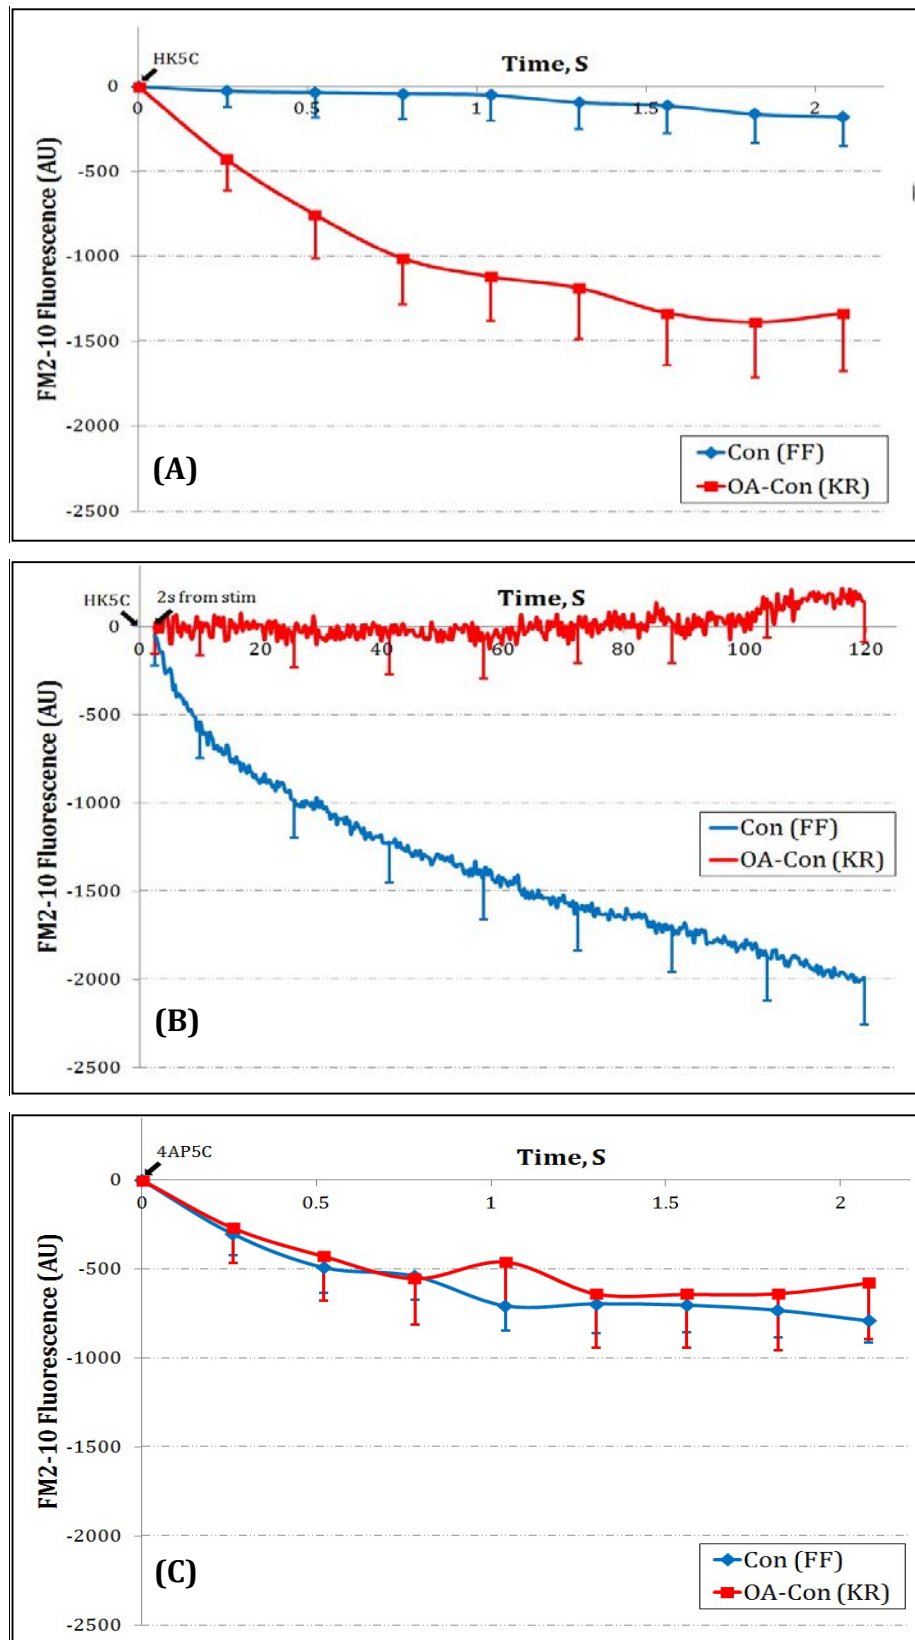 HK5C
Time, S
0
0
0.5
1
1.5
2
-500
-1000
-1500
-2000
-2500
FM2-10 Fluorescence (AU)
Con (FF)
OA-Con (KR)
(A)
HK5C
2s from stim
Time, S
0
0
20
40
60
80
100
120
-500
-1000
-1500
-2000
-2500
FM2-10 Fluorescence (AU)
Con (FF)
OA-Con (KR)
(B)
4AP5C
Time, S
0
0
0.5
1
1.5
2
-500
-1000
-1500
-2000
-2500
FM2-10 Fluorescence (AU)
Con (FF)
OA-Con (KR)
(C)